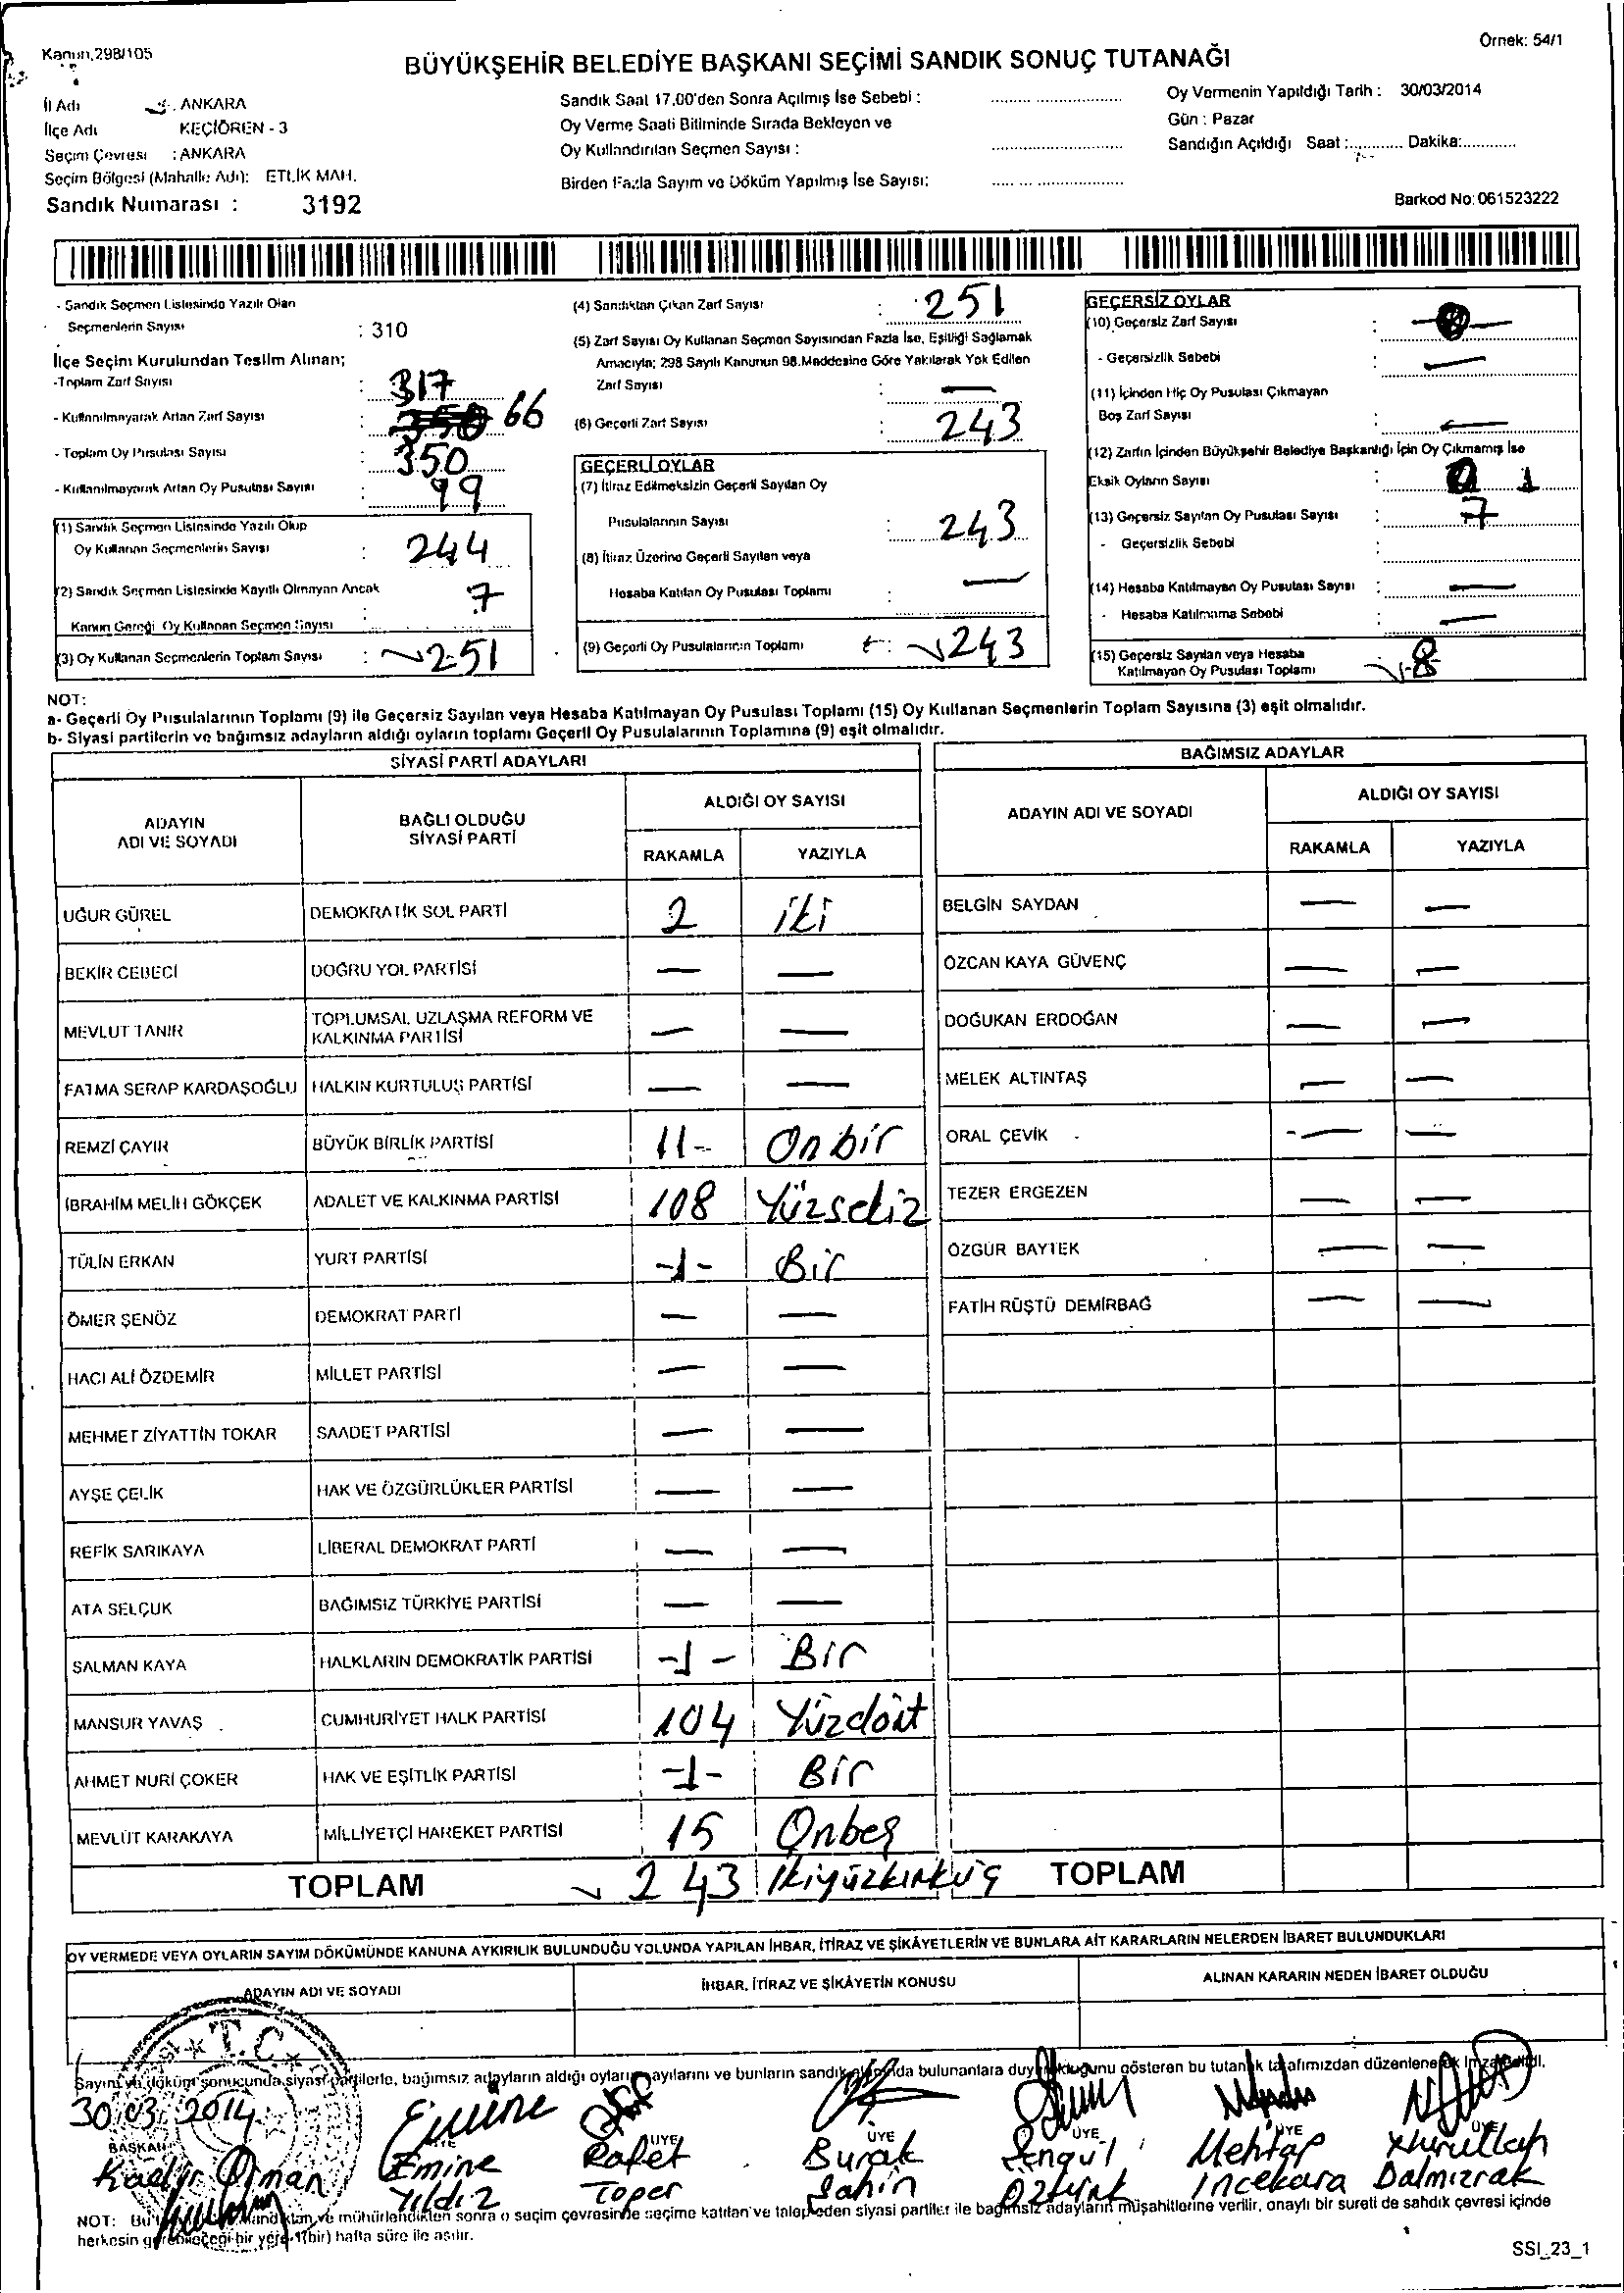 Kanun,298/105
Örnek: 54/1
BÜYÜKŞEHİR BELEDİYE BAŞKANI SEÇİMİ SANDIK SONUÇ TUTANAĞI
İl Adı : ANKARA
İlçe Adı KEÇİÖREN - 3
Seçim Çevresi : ANKARA
Seçim Bölgesi (Mahalle Adı): ETLİK MAH.
Sandık Numarası : 3192
Sandık Saat 17.00'den Sonra Açılmış İse Sebebi :
Oy Verme Saati Bitiminde Sırada Bekleyen ve
Oy Kullandırılan Seçmen Sayısı :
Birden Fazla Sayım ve Döküm Yapılmış İse Sayısı:
Oy Vermenin Yapıldığı Tarih : 30/03/2014
Gün : Pazar
Sandığın Açıldığı Saat :............ Dakika:............
Barkod No: 061523222
- Sandık Seçmen Listesinde Yazılı Olan
Seçmenlerin Sayısı : 310
İlçe Seçim Kurulundan Teslim Alınan;
-Toplam Zarf Sayısı : 317
- Kullanılmayarak Artan Zarf Sayısı : 350 66
- Toplam Oy Pusulası Sayısı : 350
- Kullanılmayarak Artan Oy Pusulası Sayısı : 99
(1) Sandık Seçmen Listesinde Yazılı Olup
Oy Kullanan Seçmenlerin Sayısı : 244
(2) Sandık Seçmen Listesinde Kayıtlı Olmayan Ancak
Kanun Gereği Oy Kullanan Seçmen Sayısı : 7
(3) Oy Kullanan Seçmenlerin Toplam Sayısı : 251
(4) Sandıktan Çıkan Zarf Sayısı : 251
(5) Zarf Sayısı Oy Kullanan Seçmen Sayısından Fazla İse, Eşitliği Sağlamak
Amacıyla; 298 Sayılı Kanunun 98.Maddesine Göre Yakılarak Yok Edilen
Zarf Sayısı : —
(6) Geçerli Zarf Sayısı : 243
GEÇERLİ OYLAR
(7) İtiraz Edilmeksizin Geçerli Sayılan Oy
Pusulalarının Sayısı : 243
(8) İtiraz Üzerine Geçerli Sayılan veya
Hesaba Katılan Oy Pusulası Toplamı : —
(9) Geçerli Oy Pusulalarının Toplamı : 243
GEÇERSİZ OYLAR
(10) Geçersiz Zarf Sayısı :
- Geçersizlik Sebebi : —
(11) İçinden Hiç Oy Pusulası Çıkmayan
Boş Zarf Sayısı : —
(12) Zarfın İçinden Büyükşehir Belediye Başkanlığı İçin Oy Çıkmamış İse
Eksik Oyların Sayısı : 1
(13) Geçersiz Sayılan Oy Pusulası Sayısı : 7
- Geçersizlik Sebebi :
(14) Hesaba Katılmayan Oy Pusulası Sayısı : —
- Hesaba Katılmama Sebebi : —
(15) Geçersiz Sayılan veya Hesaba
Katılmayan Oy Pusulası Toplamı : 8
NOT:
a- Geçerli Oy Pusulalarının Toplamı (9) ile Geçersiz Sayılan veya Hesaba Katılmayan Oy Pusulası Toplamı (15) Oy Kullanan Seçmenlerin Toplam Sayısına (3) eşit olmalıdır.
b- Siyasi partilerin ve bağımsız adayların aldığı oyların toplamı Geçerli Oy Pusulalarının Toplamına (9) eşit olmalıdır.
SİYASİ PARTİ ADAYLARI
ADAYIN ADI VE SOYADI
BAĞLI OLDUĞU SİYASİ PARTİ
ALDIĞI OY SAYISI
RAKAMLA YAZIYLA
UĞUR GÜREL DEMOKRATİK SOL PARTİ 2 iki
BEKİR CEBECİ DOĞRU YOL PARTİSİ — —
MEVLUT TANIR TOPLUMSAL UZLAŞMA REFORM VE KALKINMA PARTİSİ — —
FATMA SERAP KARDAŞOĞLU HALKIN KURTULUŞ PARTİSİ — —
REMZİ ÇAYIR BÜYÜK BİRLİK PARTİSİ 11- Onbir
İBRAHİM MELİH GÖKÇEK ADALET VE KALKINMA PARTİSİ 108 Yüzsekiz
TÜLİN ERKAN YURT PARTİSİ -1- Bir
ÖMER ŞENÖZ DEMOKRAT PARTİ — —
HACI ALİ ÖZDEMİR MİLLET PARTİSİ — —
MEHMET ZİYATTİN TOKAR SAADET PARTİSİ — —
AYŞE ÇELİK HAK VE ÖZGÜRLÜKLER PARTİSİ — —
REFİK SARIKAYA LİBERAL DEMOKRAT PARTİ — —
ATA SELÇUK BAĞIMSIZ TÜRKİYE PARTİSİ — —
SALMAN KAYA HALKLARIN DEMOKRATİK PARTİSİ -1- Bir
MANSUR YAVAŞ CUMHURİYET HALK PARTİSİ 104 Yüzdört
AHMET NURİ ÇOKER HAK VE EŞİTLİK PARTİSİ -1- Bir
MEVLÜT KARAKAYA MİLLİYETÇİ HAREKET PARTİSİ 15 Onbeş
TOPLAM 243 İkiyüzkırküç
BAĞIMSIZ ADAYLAR
ADAYIN ADI VE SOYADI
ALDIĞI OY SAYISI
RAKAMLA YAZIYLA
BELGİN SAYDAN — —
ÖZCAN KAYA GÜVENÇ — —
DOĞUKAN ERDOĞAN — —
MELEK ALTINTAŞ — —
ORAL ÇEVİK — —
TEZER ERGEZEN — —
ÖZGÜR BAYTEK — —
FATİH RÜŞTÜ DEMİRBAĞ — —
TOPLAM
OY VERMEDE VEYA OYLARIN SAYIM DÖKÜMÜNDE KANUNA AYKIRILIK BULUNDUĞU YOLUNDA YAPILAN İHBAR, İTİRAZ VE ŞİKÂYETLERİN VE BUNLARA AİT KARARLARIN NELERDEN İBARET BULUNDUKLARI
ADAYIN ADI VE SOYADI
İHBAR, İTİRAZ VE ŞİKÂYETİN KONUSU
ALINAN KARARIN NEDEN İBARET OLDUĞU
T.C.
Sayım ve döküm sonucunda siyasi partilerle, bağımsız adayların aldığı oyların sayılarını ve bunların sandık bulunanlara gösteren bu tutanak tarafımızdan düzenlenerek
30.03.2014
Emine
BAŞKAN ÜYE ÜYE ÜYE ÜYE ÜYE ÜYE
Kadir Osman
Emine Yıldız
Rafet Toper
Burak Şahin
Şengül Öztürk
Mehtap İncekara
Dalmızrak
NOT: ve mühürlendikten sonra o seçim çevresinde seçime katılan ve talep eden siyasi partiler ile bağımsız adayların müşahitlerine verilir, onaylı bir sureti de sandık çevresi içinde
herkesin görebileceği bir yere 1(bir) hafta süre ile asılır.
SSI_23_1